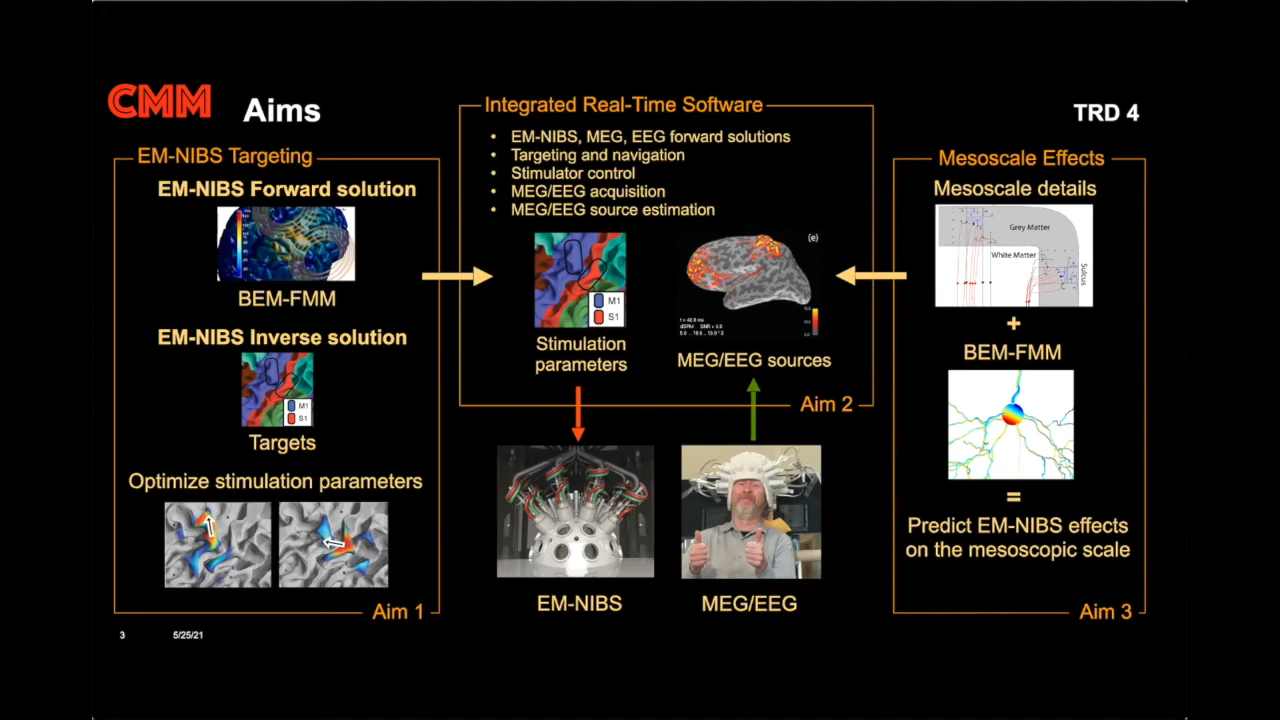 CMM
Aims
TRD 4
EM-NIBS Targeting
EM-NIBS Forward solution
BEM-FMM
EM-NIBS Inverse solution
M1
S1
Targets
Optimize stimulation parameters
Aim 1
Integrated Real-Time Software
• EM-NIBS, MEG, EEG forward solutions
• Targeting and navigation
• Stimulator control
• MEG/EEG acquisition
• MEG/EEG source estimation
M1
S1
Stimulation
parameters
(e)
MEG/EEG sources
Aim 2
EM-NIBS
MEG/EEG
Mesoscale Effects
Mesoscale details
Grey Matter
White Matter
Sulcus
+
BEM-FMM
=
Predict EM-NIBS effects
on the mesoscopic scale
Aim 3
3
5/25/21